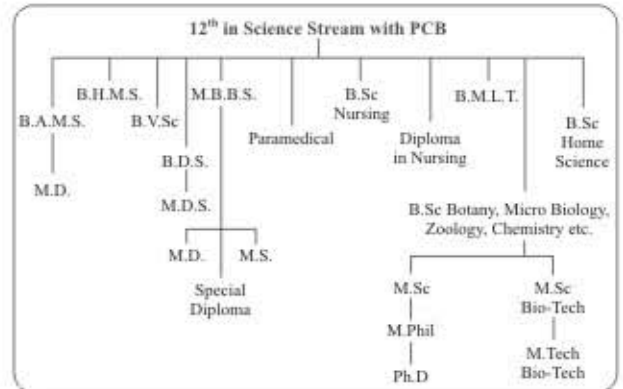 12th in Science Stream with PCB
B.A.M.S.
M.D.
B.H.M.S.
B.V.Sc
B.D.S.
M.D.S.
M.B.B.S.
M.D.
M.S.
Special
Diploma
Paramedical
B.Sc
Nursing
Diploma
in Nursing
B.M.L.T.
B.Sc Botany, Micro Biology,
Zoology, Chemistry etc.
M.Sc
M.Phil
Ph.D
M.Sc
Bio-Tech
M.Tech
Bio-Tech
B.Sc
Home
Science